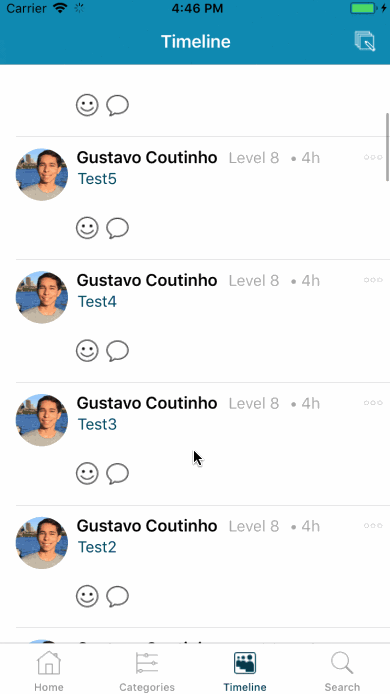 Carrier 4:46 PM
Timeline
Gustavo Coutinho Level 8 • 4h
Test5
Gustavo Coutinho Level 8 • 4h
Test4
Gustavo Coutinho Level 8 • 4h
Test3
Gustavo Coutinho Level 8 • 4h
Test2
Home Categories Timeline Search